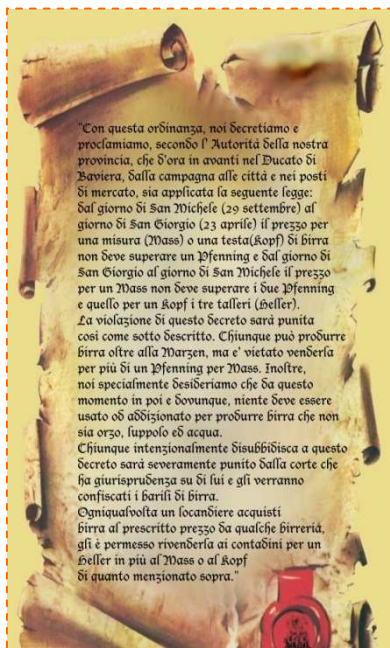 "Con questa ordinanza, noi decretiamo e
proclamiamo, secondo l' Autorità della nostra
provincia, che d'ora in avanti nel Ducato di
Baviera, dalla campagna alle città e nei posti
di mercato, sia applicata la seguente legge:
dal giorno di San Michele (29 settembre) al
giorno di San Giorgio (23 aprile) il prezzo per
una misura (Mass) o una testa(Kopf) di birra
non deve superare un Pfenning e dal giorno di
San Giorgio al giorno di San Michele il prezzo
per un Mass non deve superare i due Pfenning
e quello per un Kopf i tre talleri (Heller).
La violazione di questo decreto sarà punita
così come sotto descritto. Chiunque può produrre
birra oltre alla Marzen, ma e' vietato venderla
per più di un Pfenning per Mass. Inoltre,
noi specialmente desideriamo che da questo
momento in poi e dovunque, niente deve essere
usato od addizionato per produrre birra che non
sia orzo, luppolo ed acqua.
Chiunque intenzionalmente disubbidisca a questo
decreto sarà severamente punito dalla corte che
ha giurisprudenza su di lui e gli verranno
confiscati i barili di birra.
Ogniqualvolta un locandiere acquisti
birra al prescritto prezzo da qualche birreria,
gli è permesso rivenderla ai contadini per un
Heller in più al Mass o al Kopf
di quanto menzionato sopra."